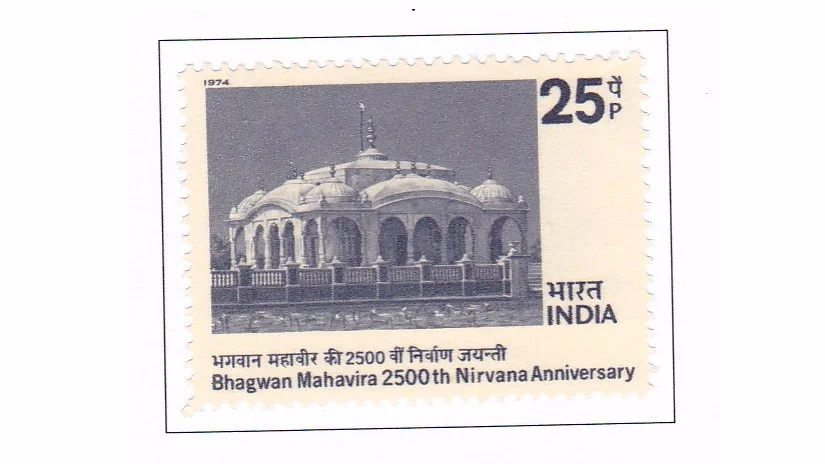 1974
25 पै
P
भारत
INDIA
भगवान महावीर की 2500 वीं निर्वाण जयन्ती
Bhagwan Mahavira 2500th Nirvana Anniversary